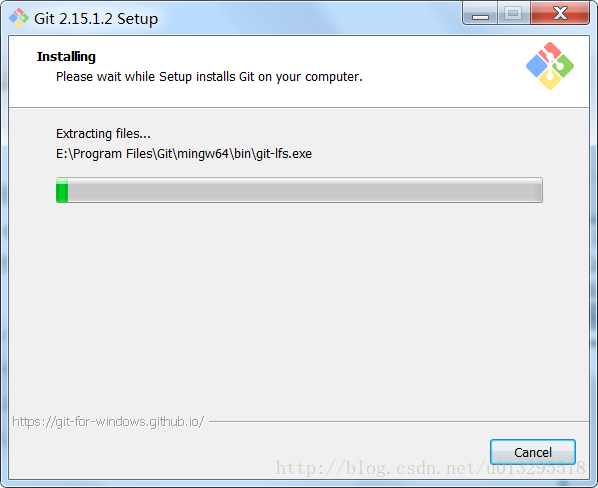 Git 2.15.1.2 Setup
Installing
Please wait while Setup installs Git on your computer.
Extracting files...
E:\Program Files\Git\mingw64\bin\git-lfs.exe
https://git-for-windows.github.io/
Cancel
http://blog.csdn.net/u013295518